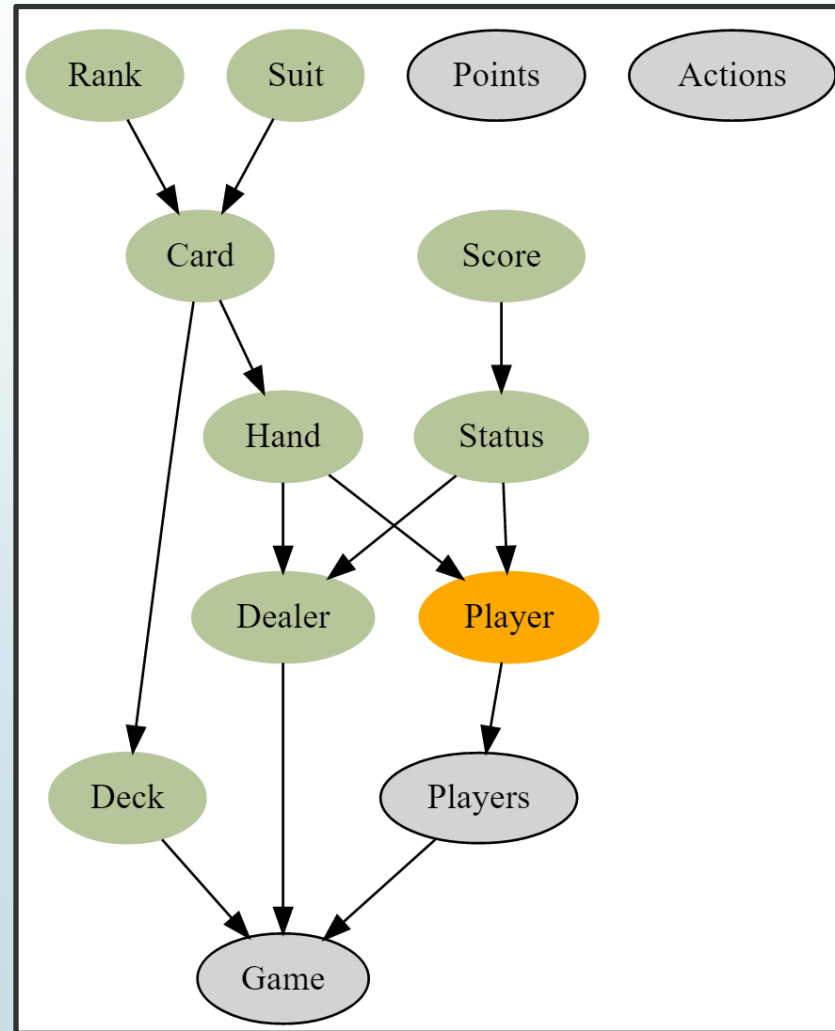 Rank
Suit
Points
Actions
Card
Score
Hand
Status
Dealer
Player
Deck
Players
Game